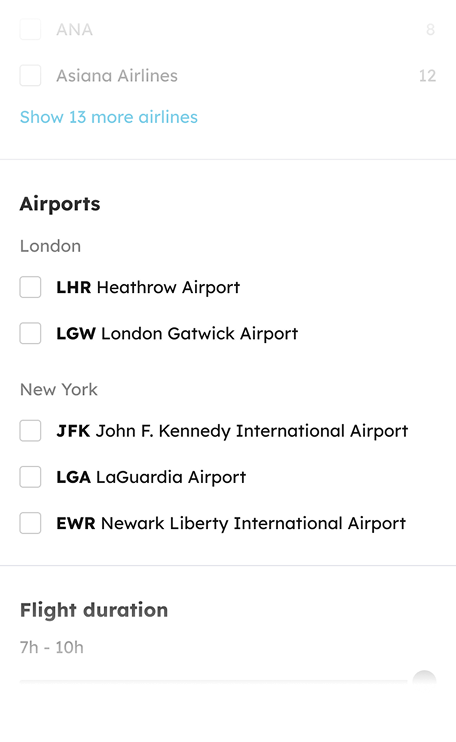 ANA 8
Asiana Airlines 12
Show 13 more airlines
Airports
London
LHR Heathrow Airport
LGW London Gatwick Airport
New York
JFK John F. Kennedy International Airport
LGA LaGuardia Airport
EWR Newark Liberty International Airport
Flight duration
7h - 10h